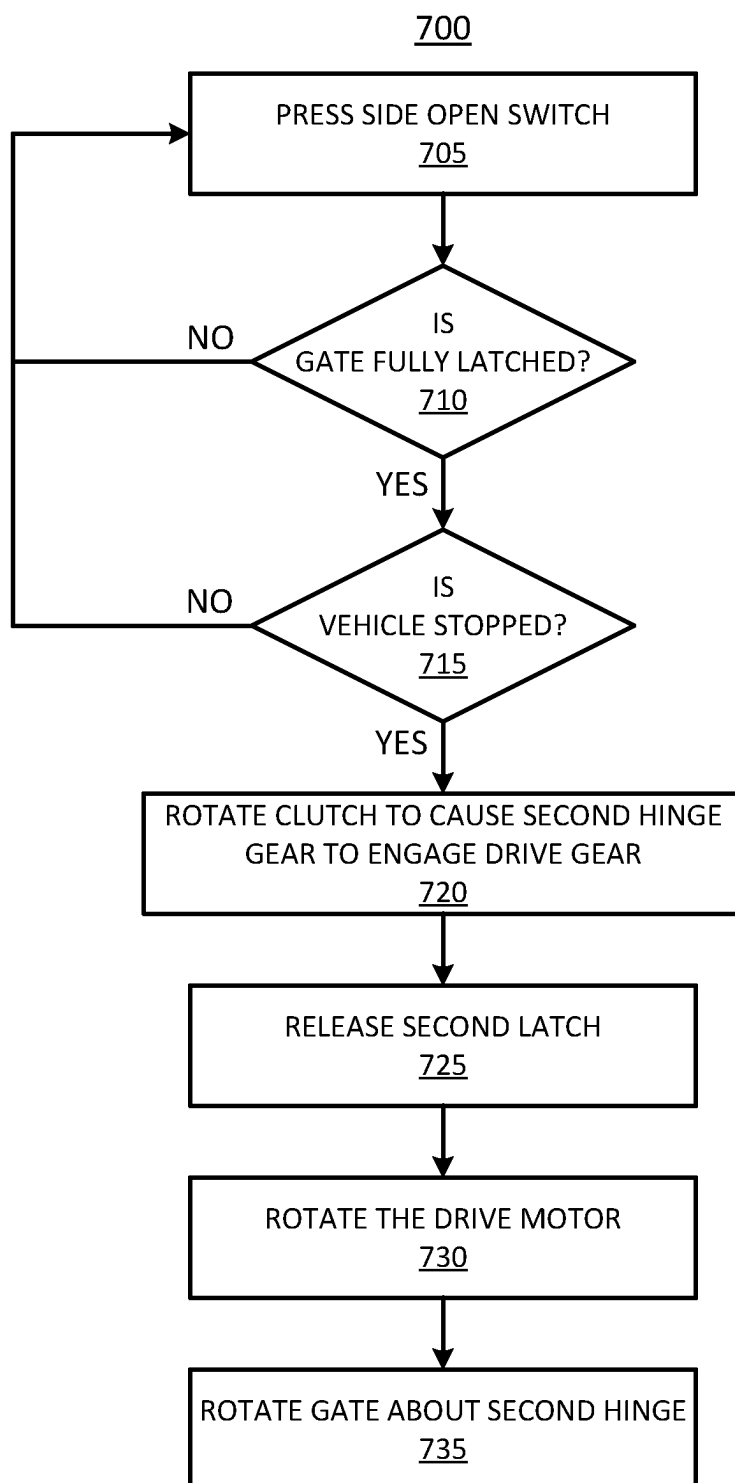 700
PRESS SIDE OPEN SWITCH
705
IS
GATE FULLY LATCHED?
710
NO
YES
IS
VEHICLE STOPPED?
715
NO
YES
ROTATE CLUTCH TO CAUSE SECOND HINGE
GEAR TO ENGAGE DRIVE GEAR
720
RELEASE SECOND LATCH
725
ROTATE THE DRIVE MOTOR
730
ROTATE GATE ABOUT SECOND HINGE
735